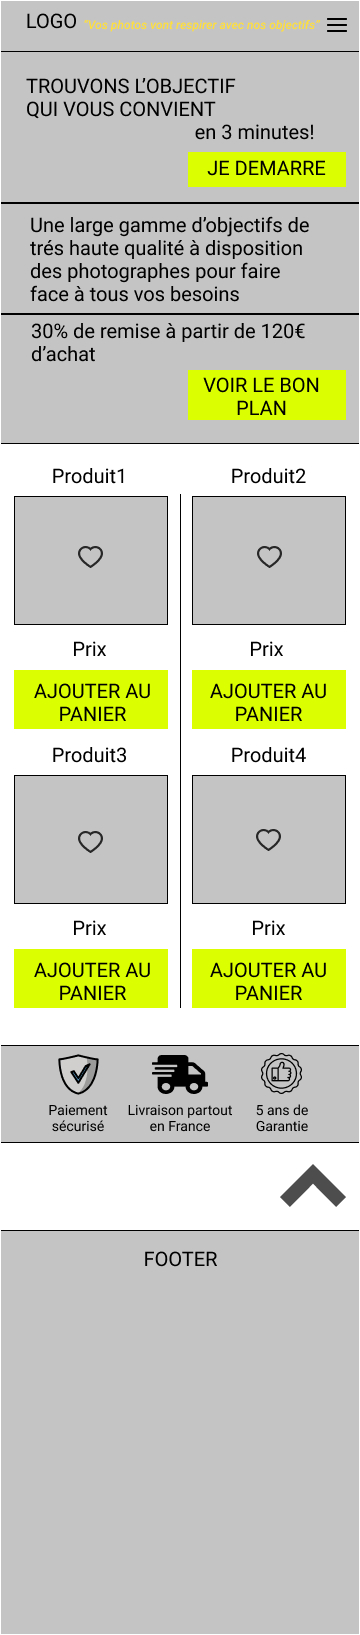 LOGO "Vos photos vont respirer avec nos objectifs"
TROUVONS L'OBJECTIF
QUI VOUS CONVIENT
en 3 minutes!
JE DEMARRE
Une large gamme d'objectifs de
trés haute qualité à disposition
des photographes pour faire
face à tous vos besoins
30% de remise à partir de 120€
d'achat
VOIR LE BON
PLAN
Produit1
Produit2
Prix
Prix
AJOUTER AU
PANIER
AJOUTER AU
PANIER
Produit3
Produit4
Prix
Prix
AJOUTER AU
PANIER
AJOUTER AU
PANIER
Paiement
sécurisé
Livraison partout
en France
5 ans de
Garantie
FOOTER